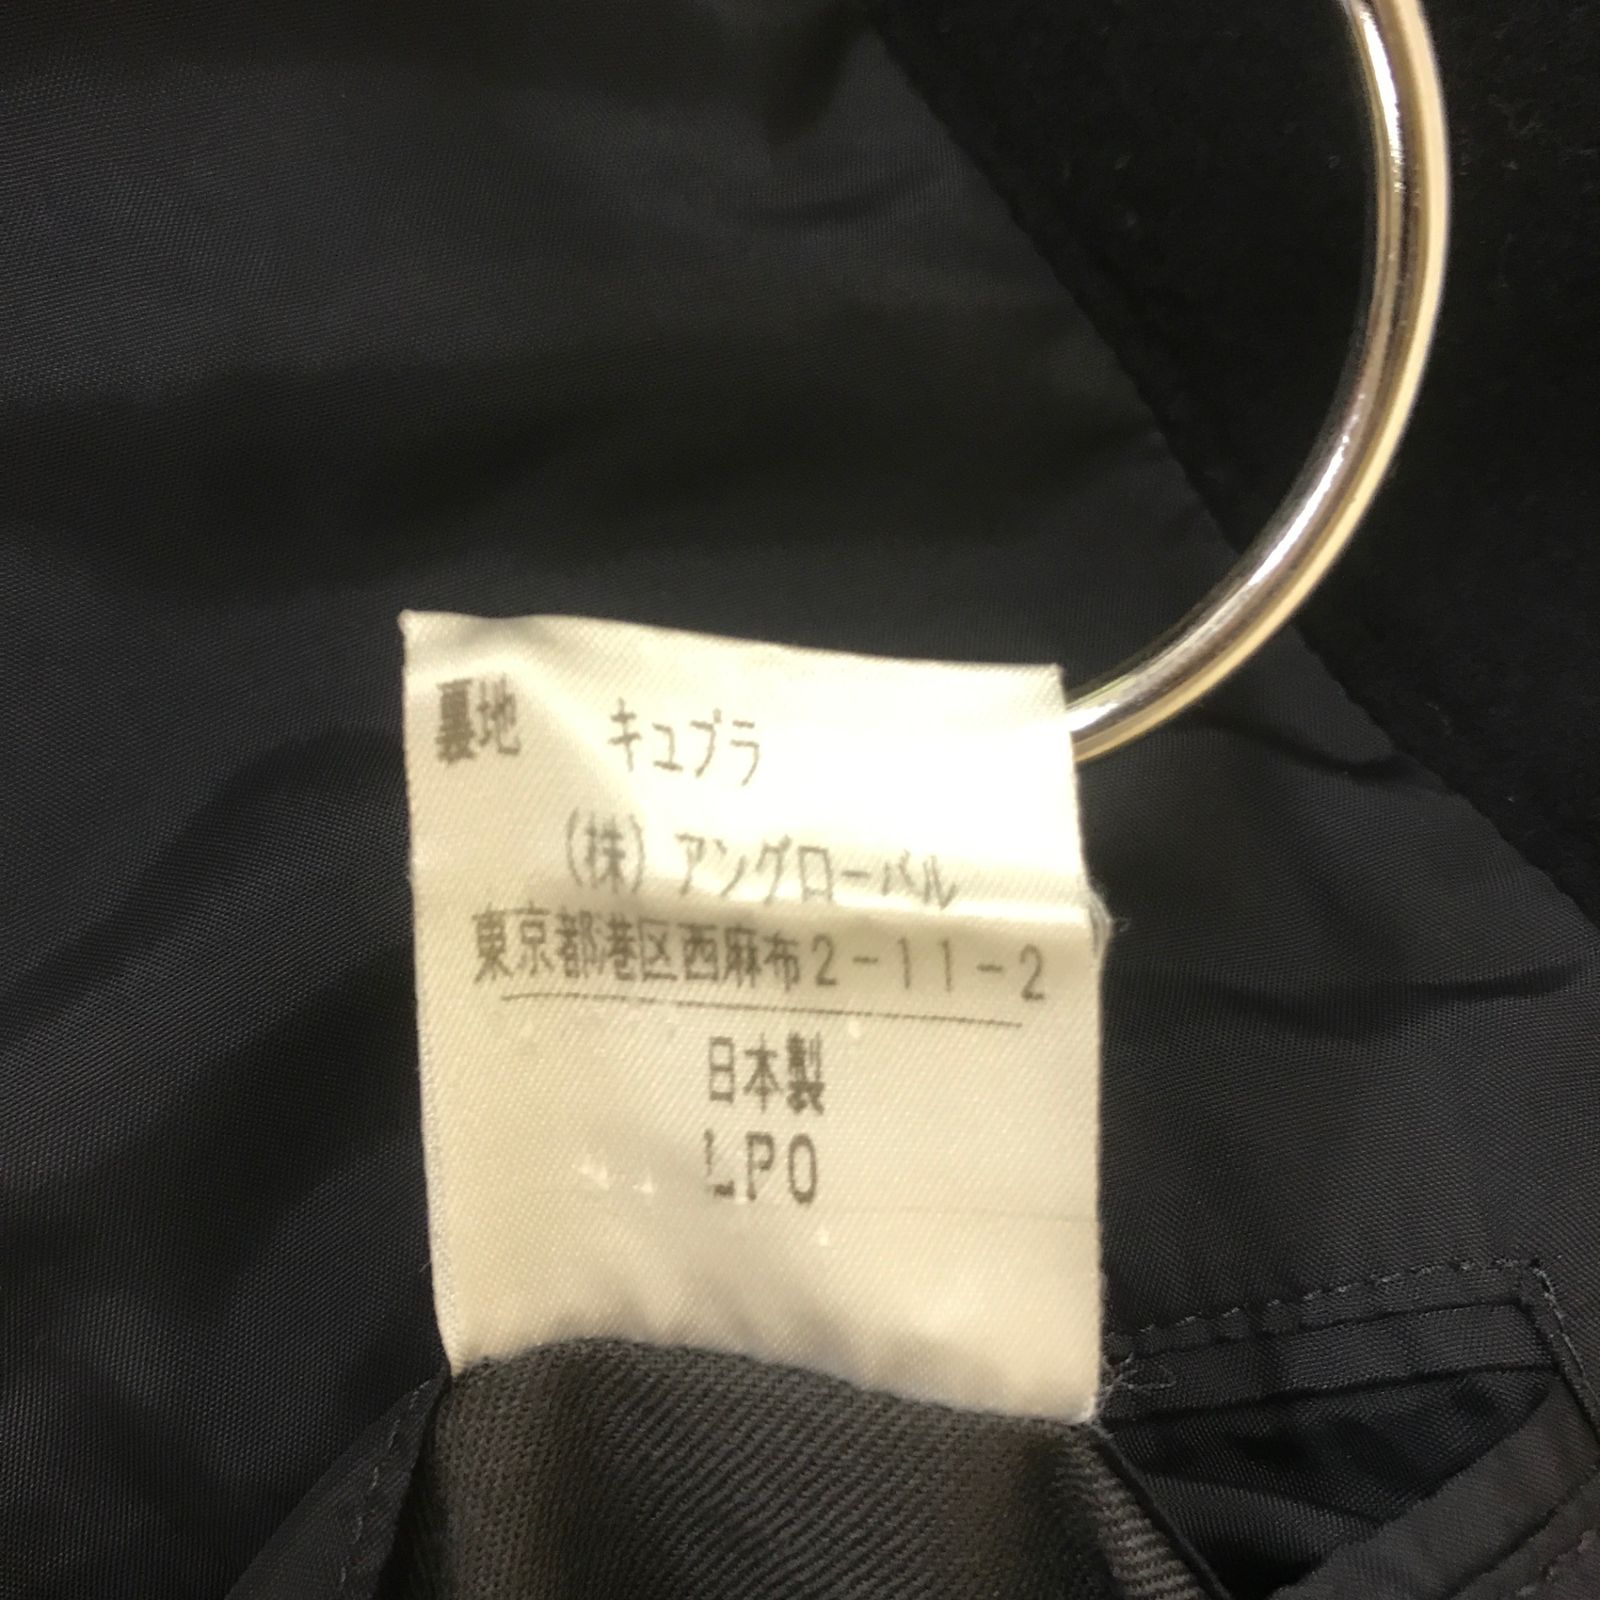 裏地 キュプラ
(株) アングローバル
東京都港区西麻布2-11-2
日本製
LPO